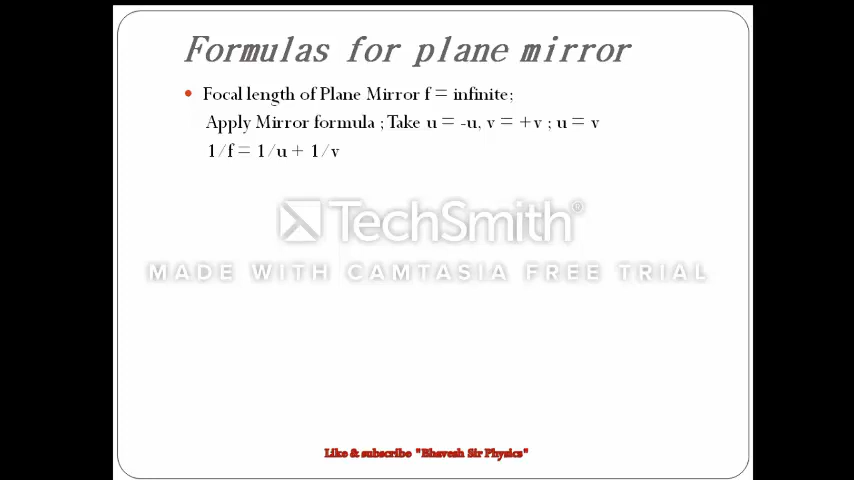 Formulas for plane mirror
• Focal length of Plane Mirror f = infinite;
Apply Mirror formula ; Take u = -u, v = +v ; u = v
1/f = 1/u + 1/v
TechSmith®
MADE WITH CAMTASIA FREE TRIAL
Like & subscribe "Bhavesh Sir Physics"